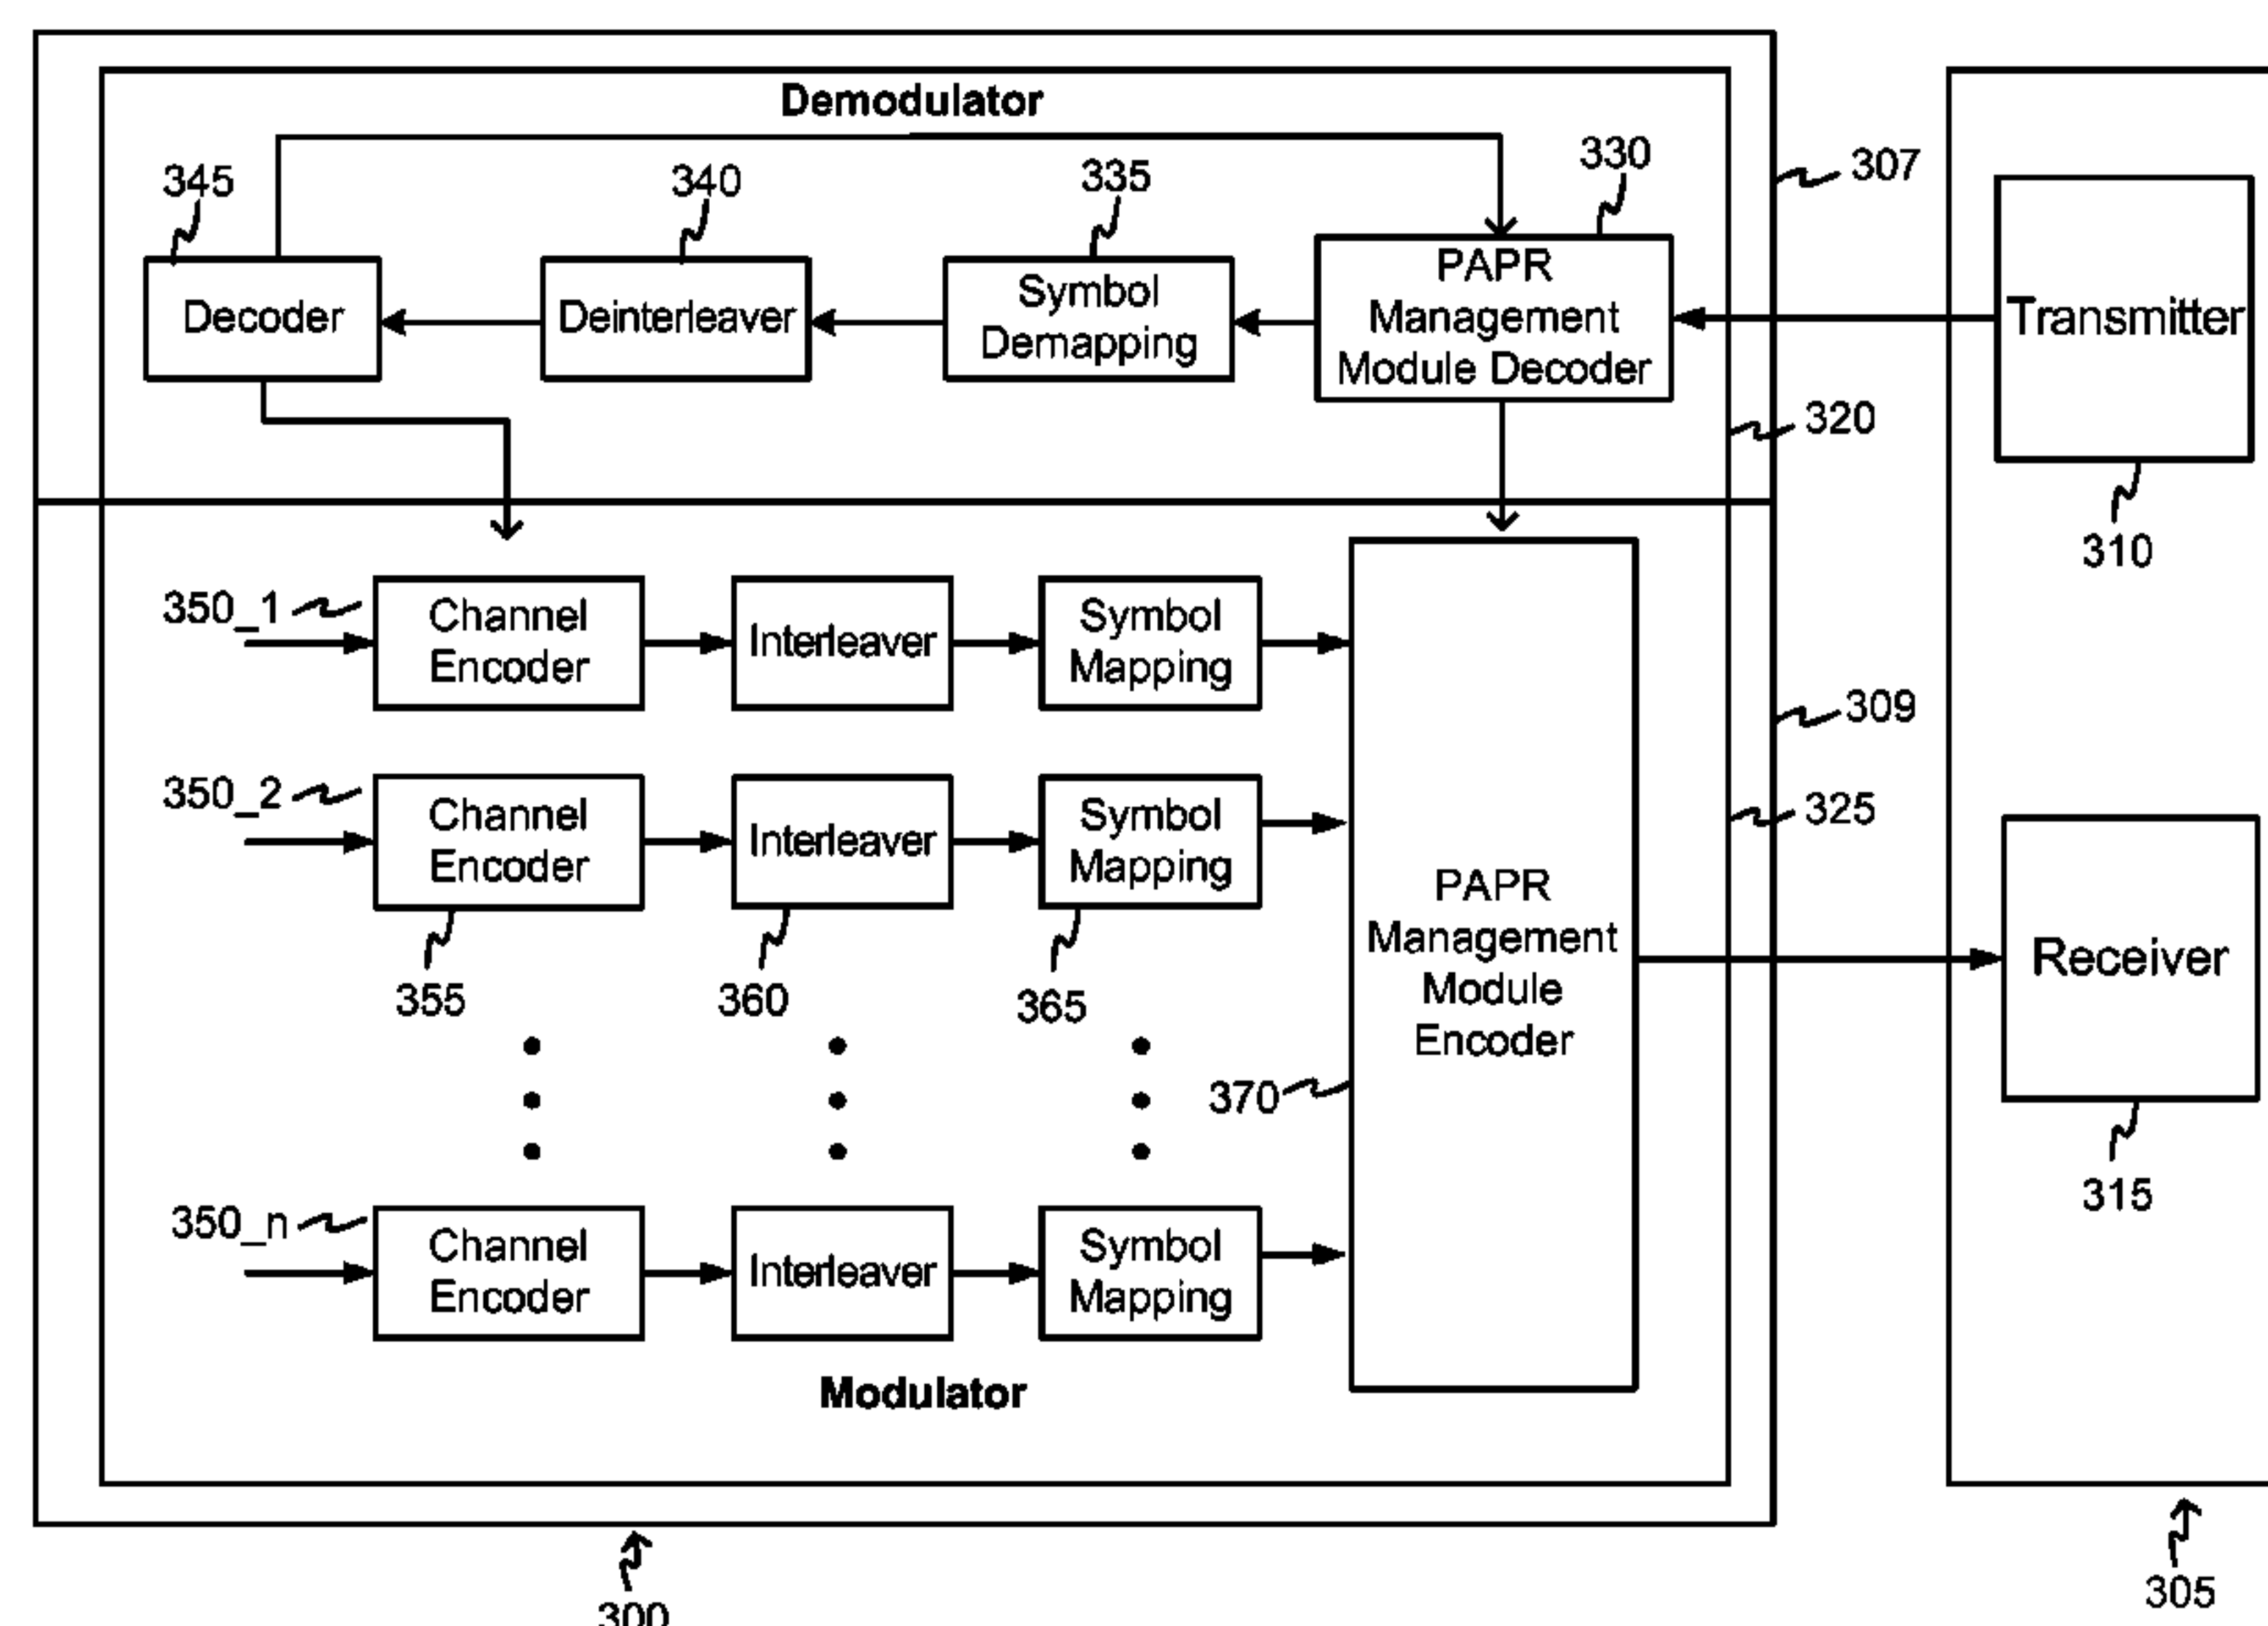 Demodulator
345
340
335
330
307
Decoder
Deinterleaver
Symbol
Demapping
PAPR
Management
Module Decoder
Transmitter
320
310
350_1
Channel
Encoder
Interleaver
Symbol
Mapping
309
350_2
Channel
Encoder
Interleaver
Symbol
Mapping
325
355
360
365
PAPR
Management
Module
Encoder
Receiver
370
315
350_n
Channel
Encoder
Interleaver
Symbol
Mapping
Modulator
300
305